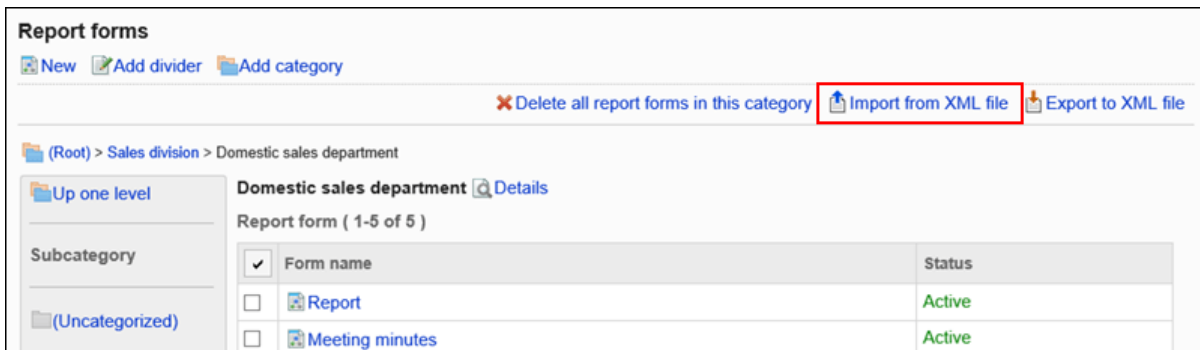 Report forms
New Add divider Add category
Delete all report forms in this category Import from XML file Export to XML file
(Root) > Sales division > Domestic sales department
Up one level
Subcategory
(Uncategorized)
Domestic sales department Details
Report form ( 1-5 of 5 )
Form name Status
Report Active
Meeting minutes Active